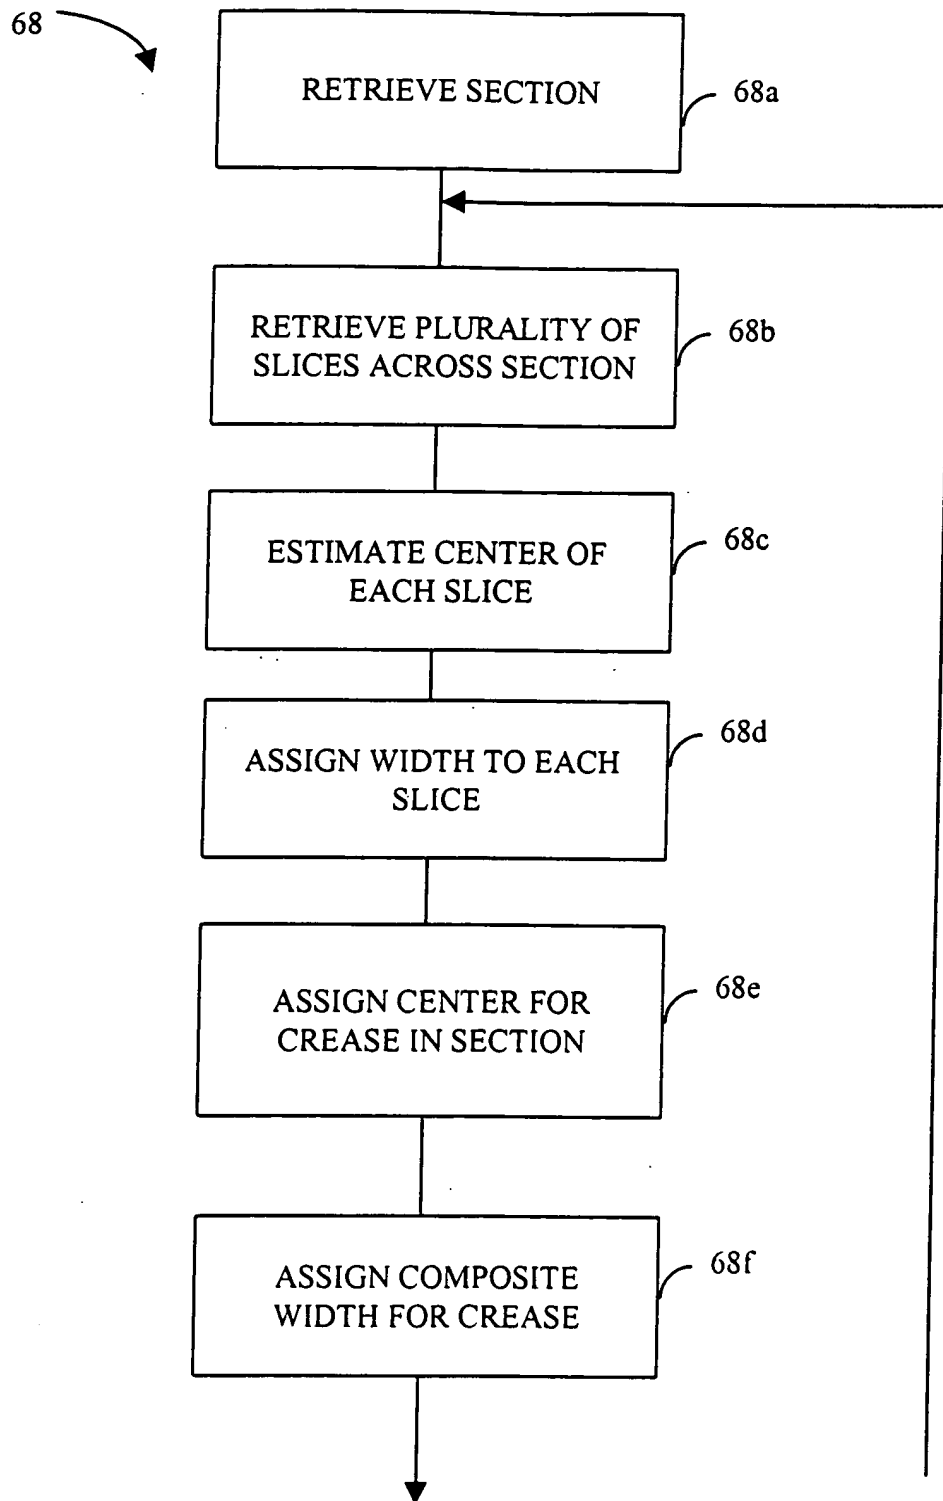 68
RETRIEVE SECTION
68a
RETRIEVE PLURALITY OF
SLICES ACROSS SECTION
68b
ESTIMATE CENTER OF
EACH SLICE
68c
ASSIGN WIDTH TO EACH
SLICE
68d
ASSIGN CENTER FOR
CREASE IN SECTION
68e
ASSIGN COMPOSITE
WIDTH FOR CREASE
68f